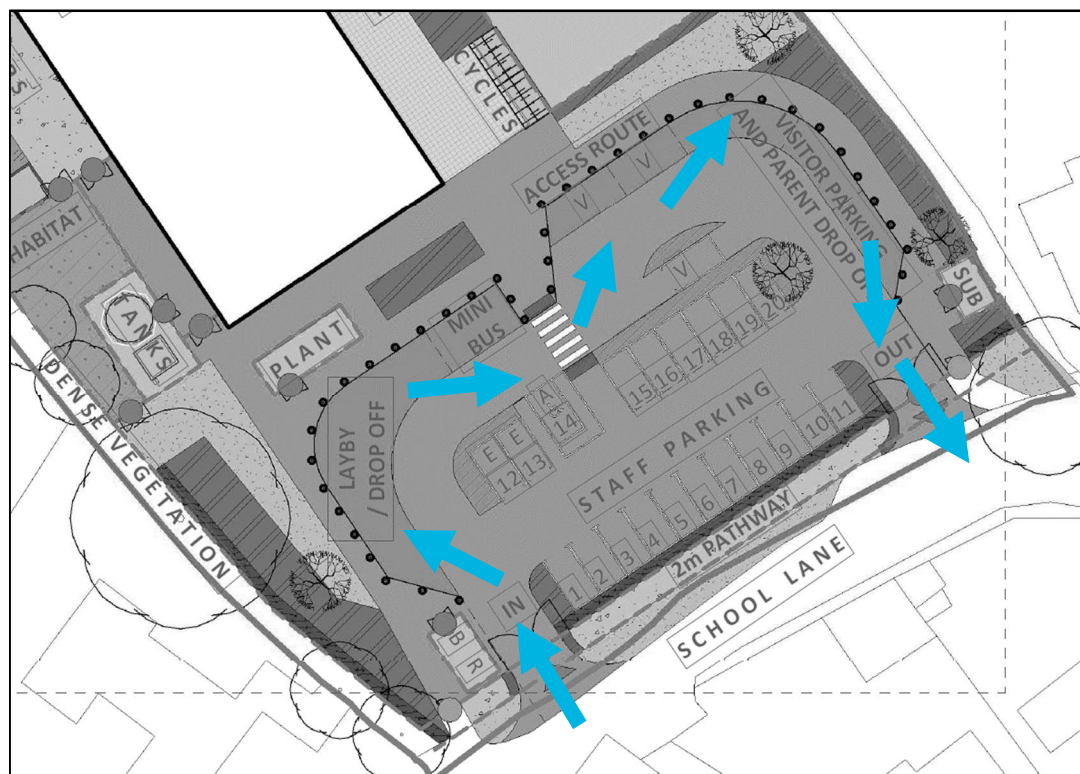 CYCLES
ACCESS ROUTE
V
V
VISITOR PARKING
AND PARENT DROP OFF
HABITAT
TANKS
PLANT
MINI
BUS
V
SUB
OUT
LAYBY
/ DROP OFF
A
14
E
E
12
13
15
16
17
18
19
20
STAFF PARKING
1
2
3
4
5
6
7
8
9
10
11
IN
B
R
2m PATHWAY
SCHOOL LANE
DENSE VEGETATION